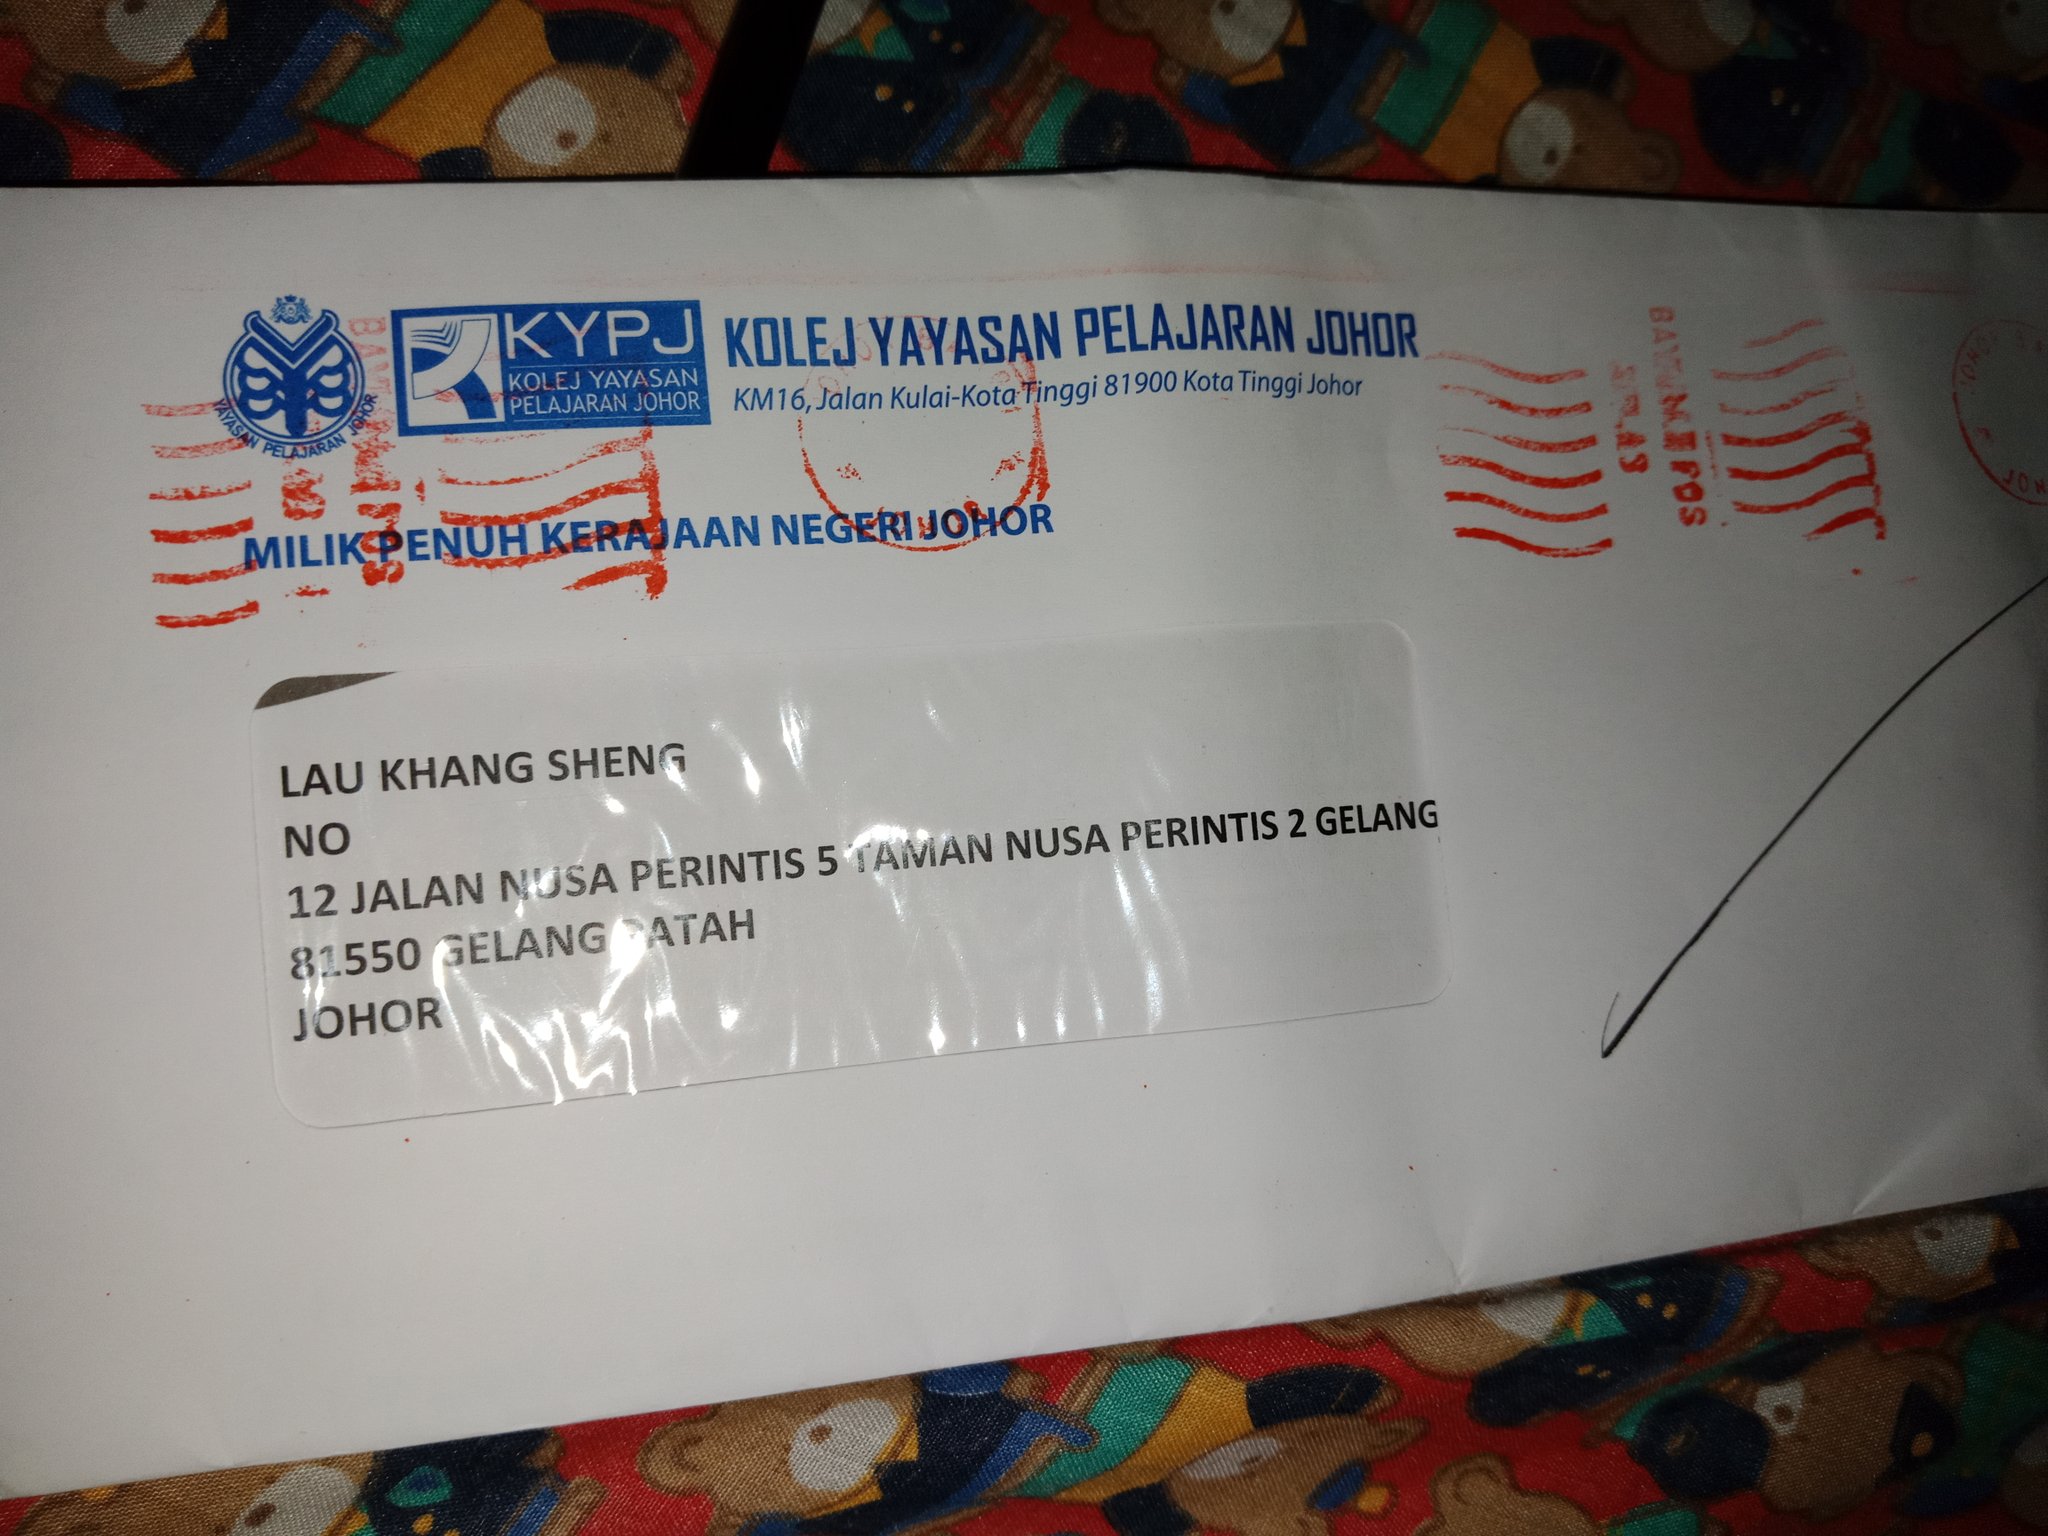 YAYASAN PELAJARAN JOHOR
KYPJ
KOLEJ YAYASAN
PELAJARAN JOHOR
KOLEJ YAYASAN PELAJARAN JOHOR
KM16, Jalan Kulai-Kota Tinggi 81900 Kota Tinggi Johor
MILIK PENUH KERAJAAN NEGERI JOHOR
POS
LAU KHANG SHENG
NO
12 JALAN NUSA PERINTIS 5 TAMAN NUSA PERINTIS 2 GELANG
81550 GELANG PATAH
JOHOR